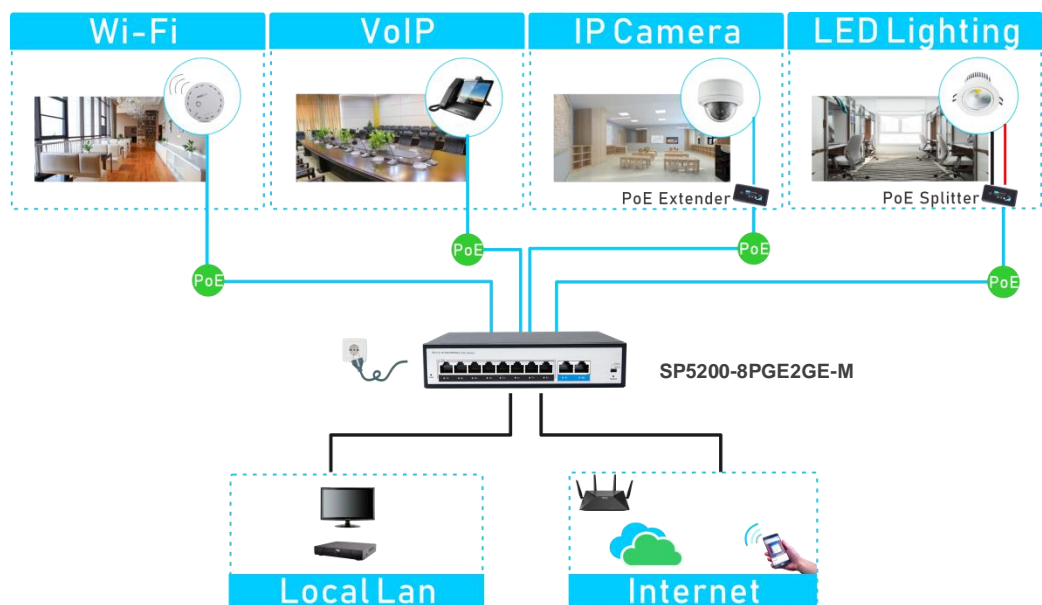 Wi-Fi
VoIP
IP Camera
LED Lighting
PoE Extender
PoE Splitter
PoE
PoE
PoE
PoE
SP5200-8PGE2GE-M
Local Lan
Internet